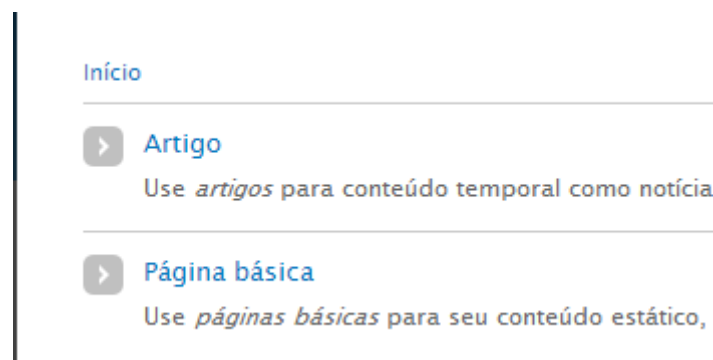 Início
Artigo
Use artigos para conteúdo temporal como notícia
Página básica
Use páginas básicas para seu conteúdo estático,